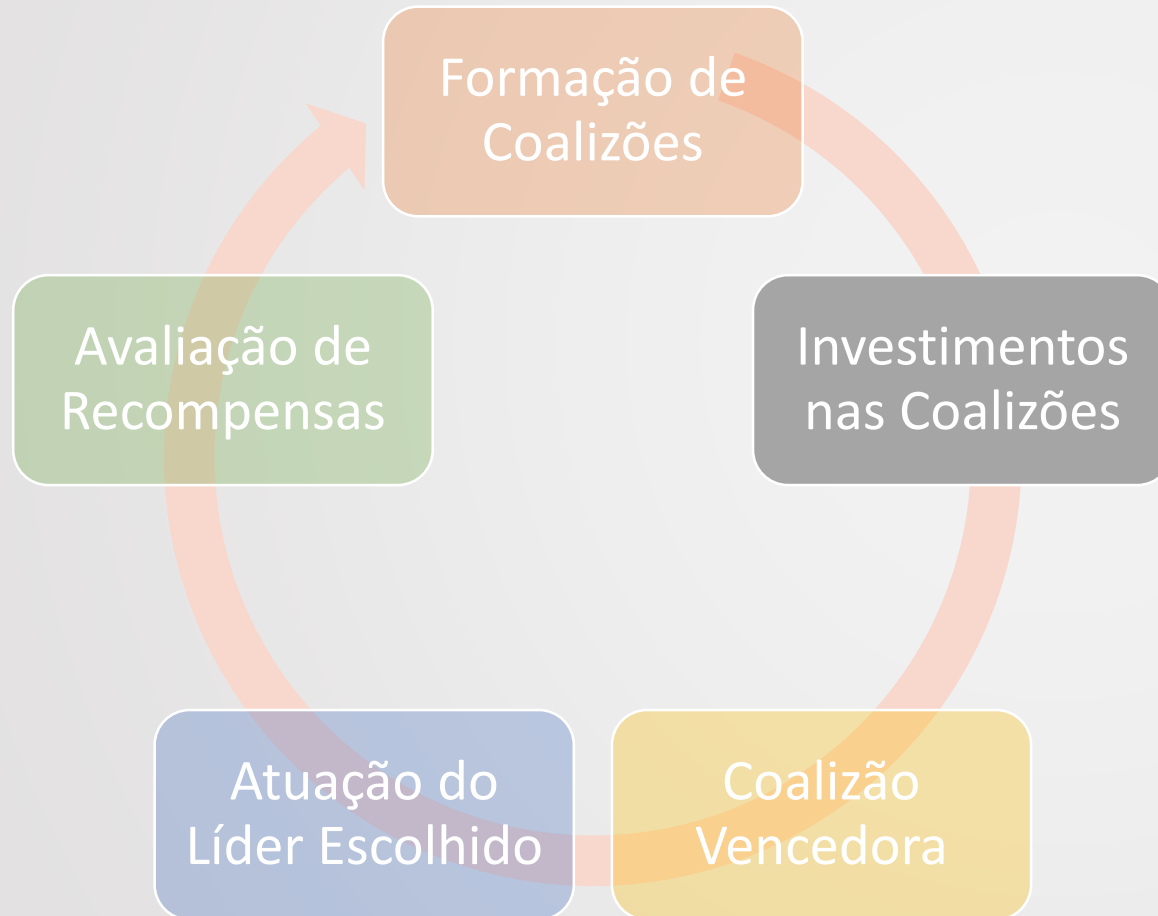 Formação de
Coalizões
Investimentos
nas Coalizões
Coalizão
Vencedora
Atuação do
Líder Escolhido
Avaliação de
Recompensas